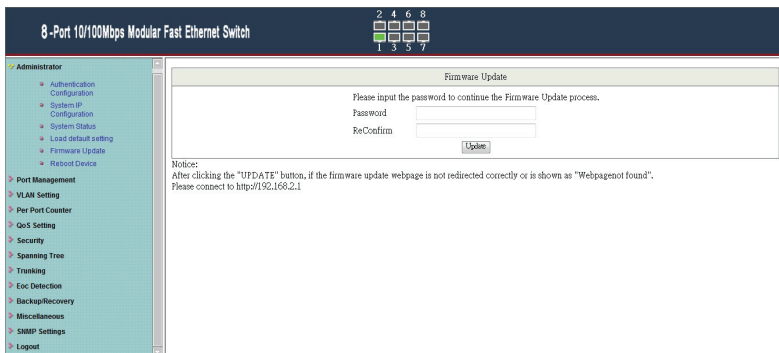 8-Port 10/100Mbps Modular Fast Ethernet Switch
2 4 6 8
1 3 5 7
Administrator
Authentication
Configuration
System IP
Configuration
System Status
Load default setting
Firmware Update
Reboot Device
Port Management
VLAN Setting
Per Port Counter
QoS Setting
Security
Spanning Tree
Trunking
Eoc Detection
Backup/Recovery
Miscellaneous
SNMP Settings
Logout
Firmware Update
Please input the password to continue the Firmware Update process.
Password
ReConfirm
Update
Notice:
After clicking the "UPDATE" button, if the firmware update webpage is not redirected correctly or is shown as "Webpagenot found".
Please connect to http://192.168.2.1